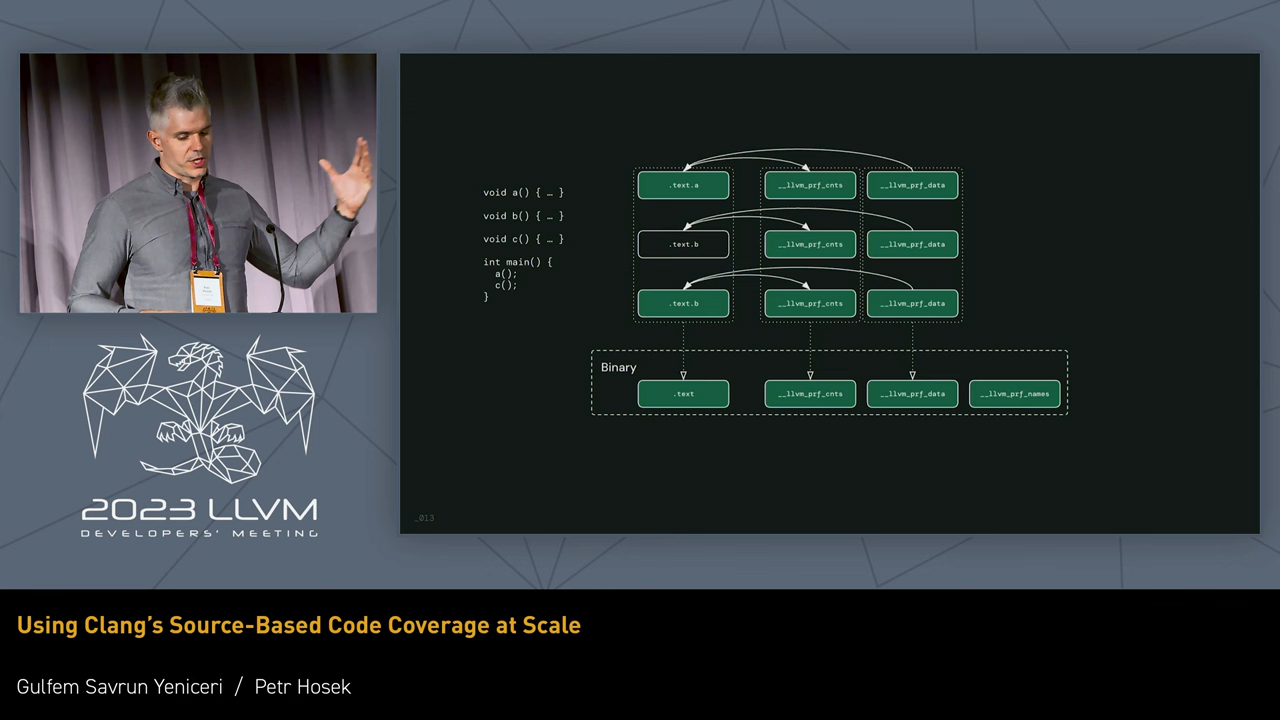 void a() { … }
void b() { … }
void c() { … }
int main() {
a();
c();
}
.text.a
__llvm_prf_cnts
__llvm_prf_data
.text.b
__llvm_prf_cnts
__llvm_prf_data
.text.b
__llvm_prf_cnts
__llvm_prf_data
Binary
.text
__llvm_prf_cnts
__llvm_prf_data
__llvm_prf_names
_013
2023 LLVM
DEVELOPERS' MEETING
Using Clang's Source-Based Code Coverage at Scale
Gulfem Savrun Yeniceri / Petr Hosek